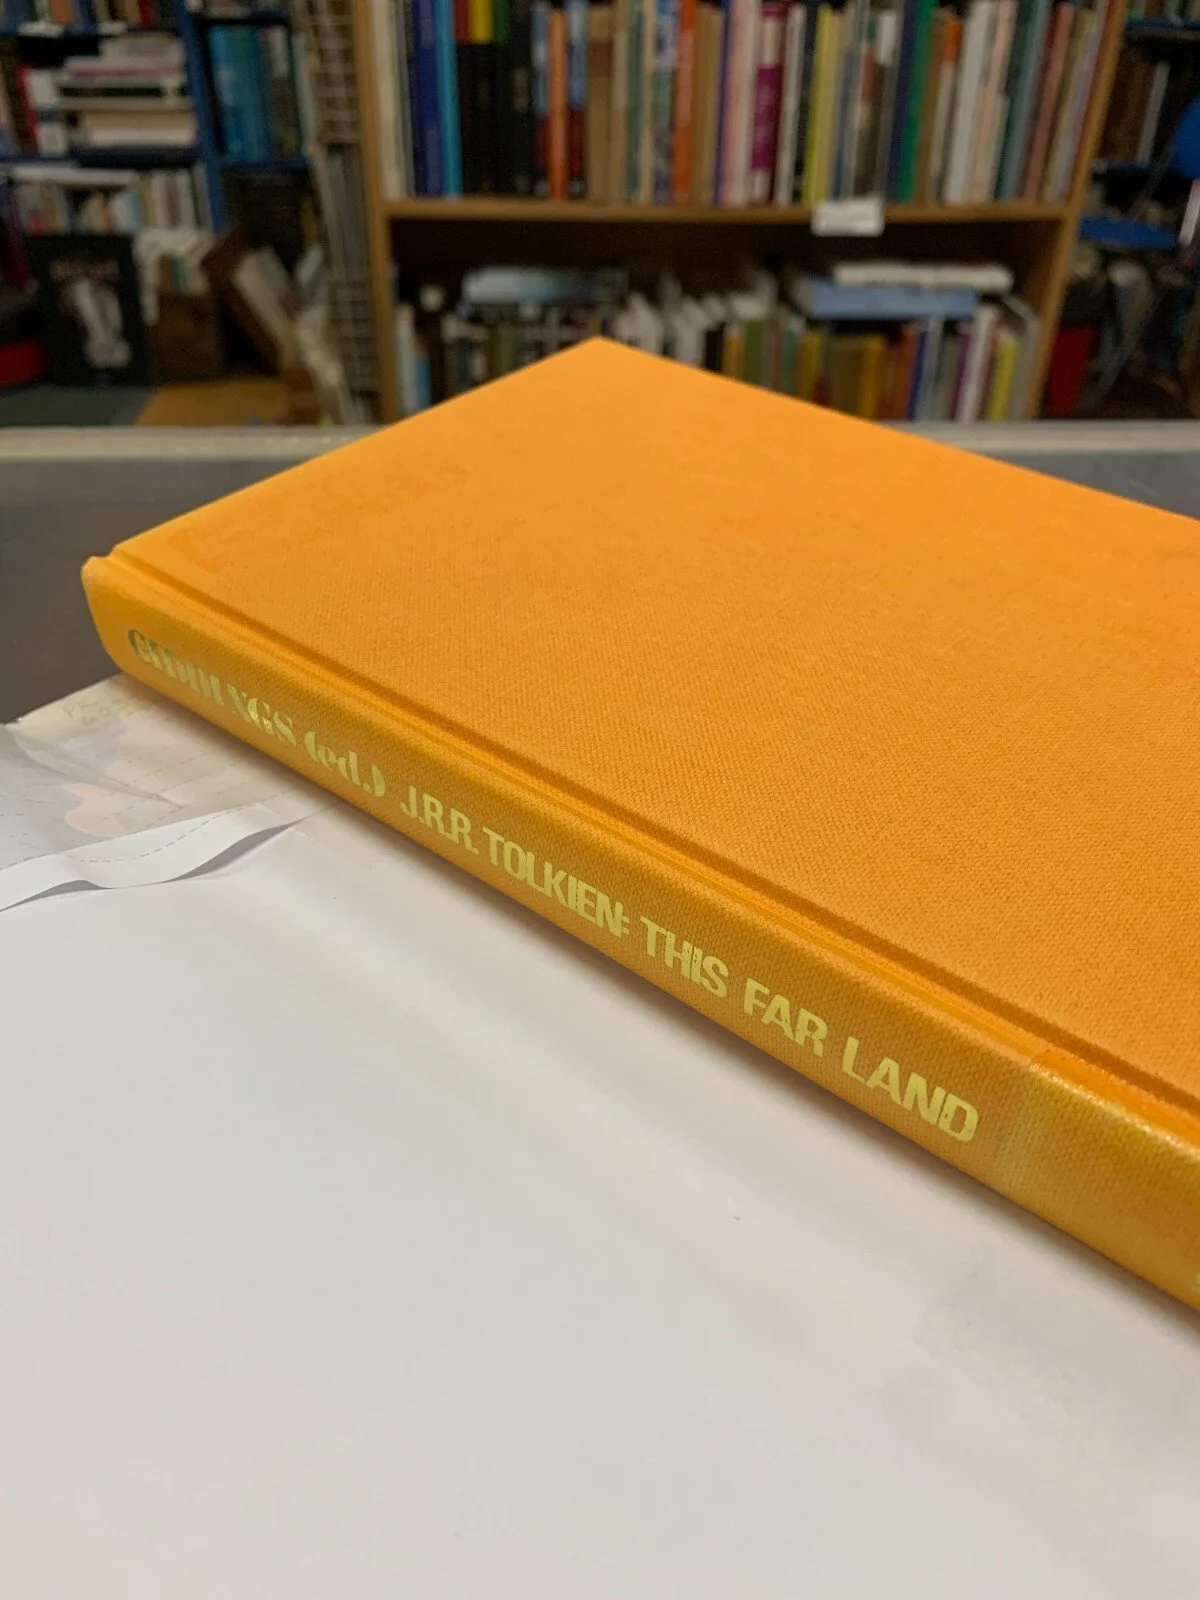 GIDDINGS (ed.) J.R.R. TOLKIEN: THIS FAR LAND